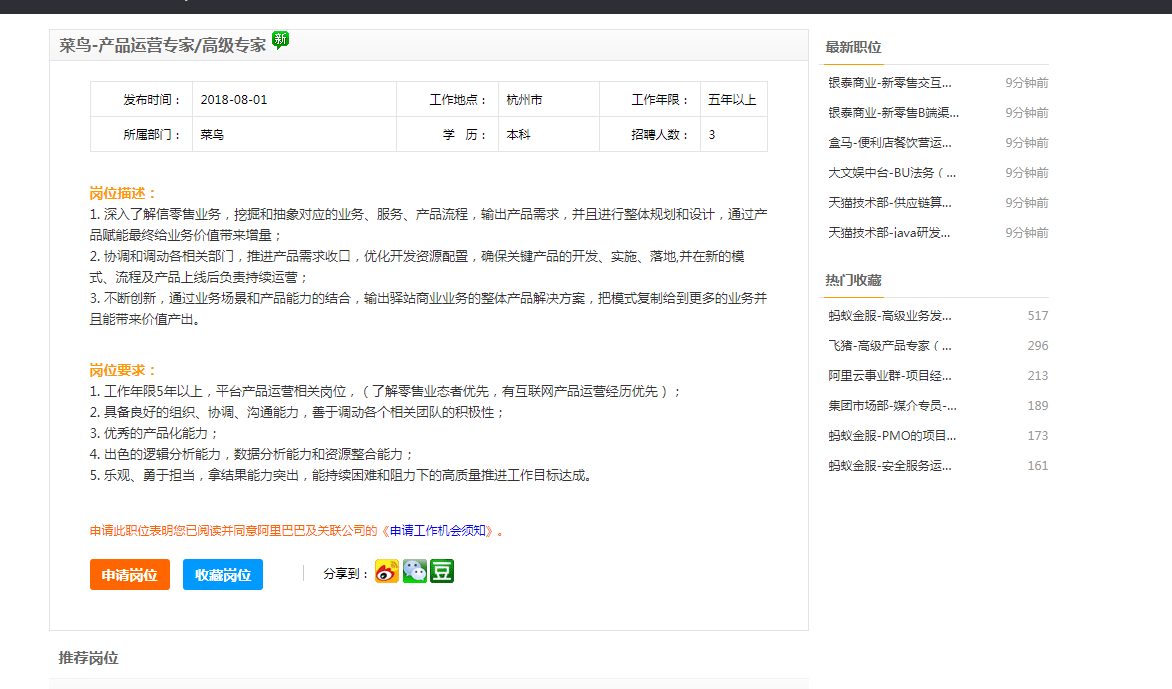 菜鸟-产品运营专家/高级专家 新
发布时间： 2018-08-01 工作地点： 杭州市 工作年限： 五年以上
所属部门： 菜鸟 学 历： 本科 招聘人数： 3
岗位描述：
1. 深入了解信零售业务，挖掘和抽象对应的业务、服务、产品流程，输出产品需求，并且进行整体规划和设计，通过产
品赋能最终给业务价值带来增量；
2. 协调和调动各相关部门，推进产品需求收口，优化开发资源配置，确保关键产品的开发、实施、落地,并在新的模
式、流程及产品上线后负责持续运营；
3. 不断创新，通过业务场景和产品能力的结合，输出驿站商业业务的整体产品解决方案，把模式复制给到更多的业务并
且能带来价值产出。
岗位要求：
1. 工作年限5年以上，平台产品运营相关岗位，（了解零售业态者优先，有互联网产品运营经历优先）；
2. 具备良好的组织、协调、沟通能力，善于调动各个相关团队的积极性；
3. 优秀的产品化能力；
4. 出色的逻辑分析能力，数据分析能力和资源整合能力；
5. 乐观、勇于担当，拿结果能力突出，能持续困难和阻力下的高质量推进工作目标达成。
申请此职位表明您已阅读并同意阿里巴巴及关联公司的《申请工作机会须知》。
申请岗位 收藏岗位 分享到： 豆
推荐岗位
最新职位
银泰商业-新零售交互... 9分钟前
银泰商业-新零售B端渠... 9分钟前
盒马-便利店餐饮营运... 9分钟前
大文娱中台-BU法务（... 9分钟前
天猫技术部-供应链算... 9分钟前
天猫技术部-java研发... 9分钟前
热门收藏
蚂蚁金服-高级业务发... 517
飞猪-高级产品专家（... 296
阿里云事业群-项目经... 213
集团市场部-媒介专员-... 189
蚂蚁金服-PMO的项目... 173
蚂蚁金服-安全服务运... 161